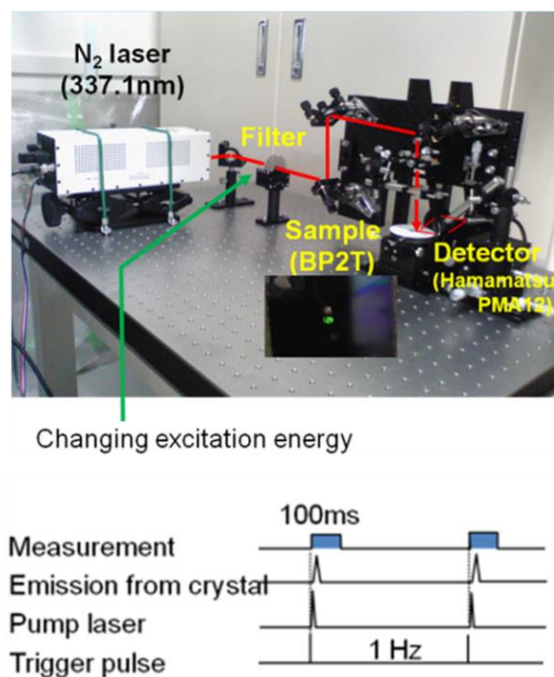 N₂ laser
(337.1nm)
Filter
Sample
(BP2T)
Detector
(Hamamatsu
PMA12)
Changing excitation energy
100ms
Measurement
Emission from crystal
Pump laser
Trigger pulse
1 Hz